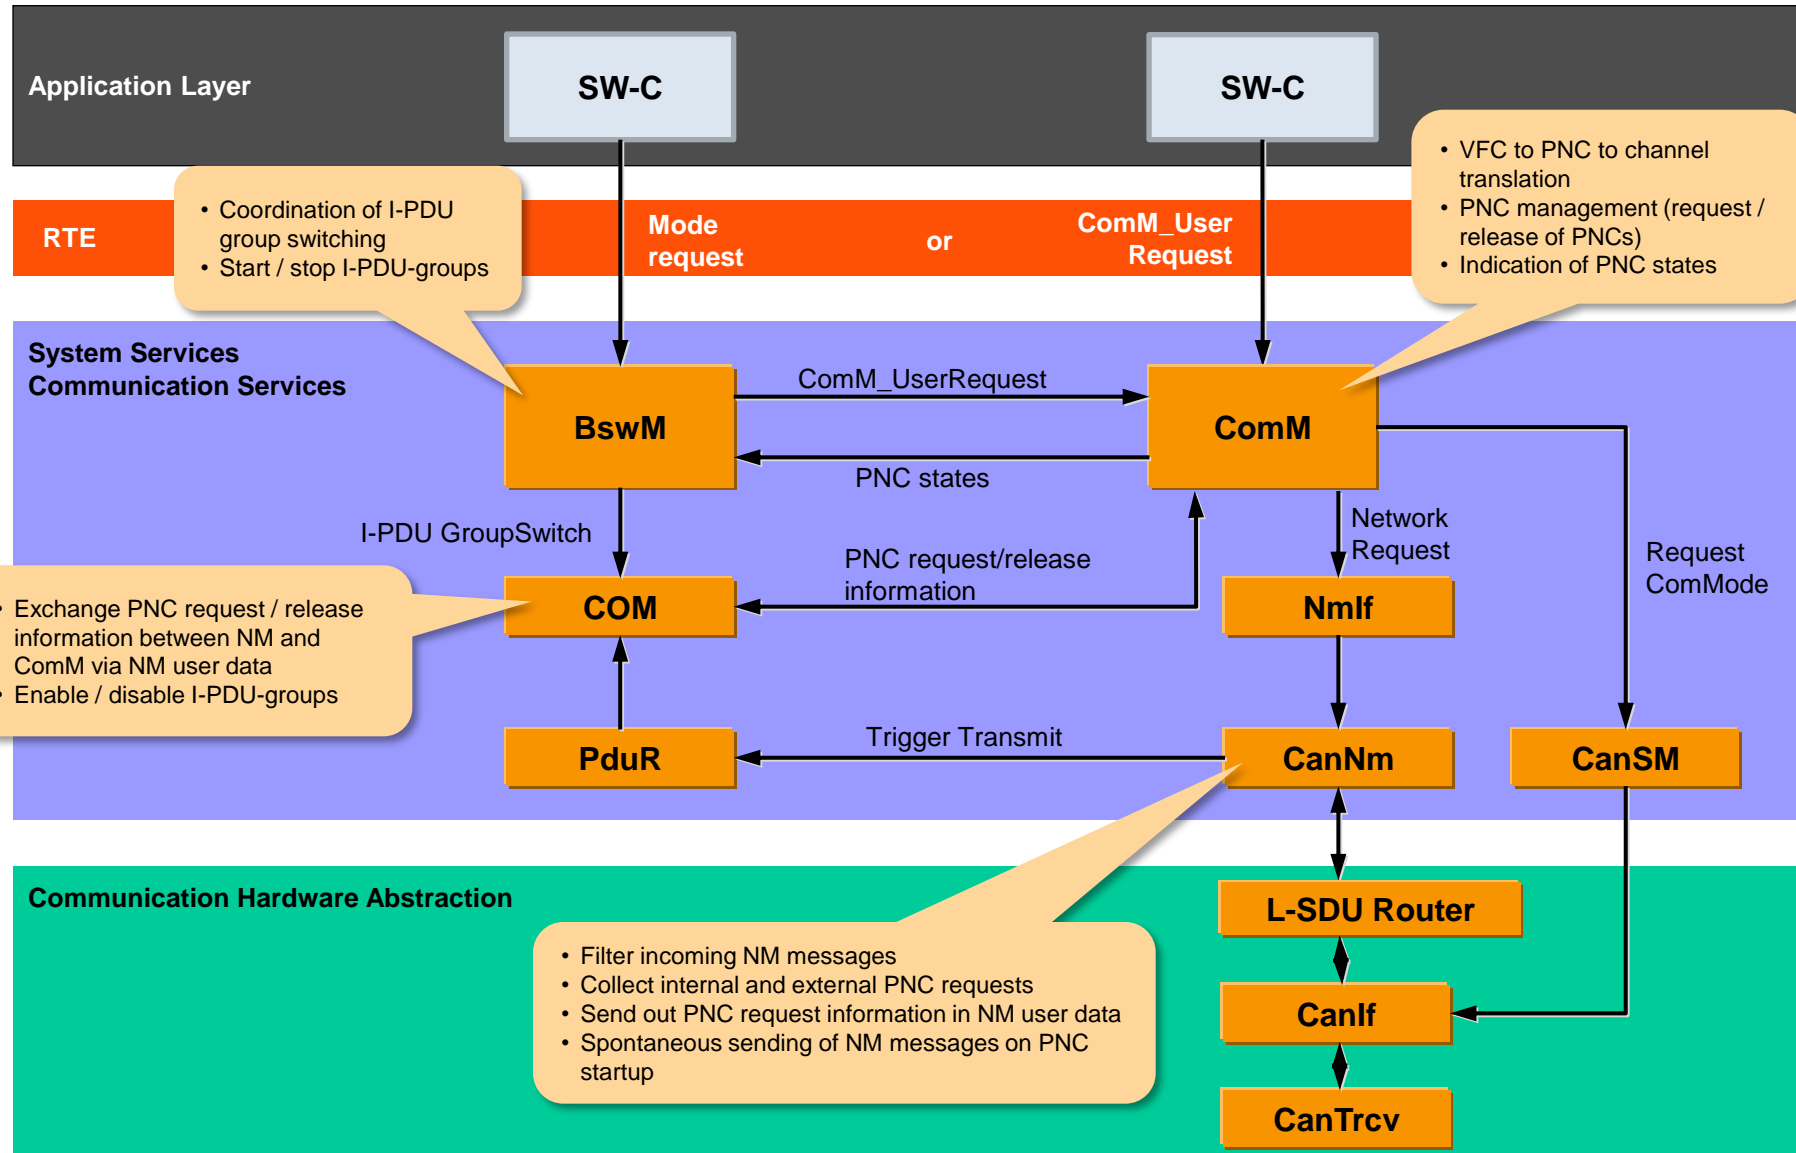 Application Layer
SW-C
SW-C
• VFC to PNC to channel
translation
• PNC management (request /
release of PNCs)
• Indication of PNC states
• Coordination of I-PDU
group switching
• Start / stop I-PDU-groups
RTE
Mode
request
or
ComM_User
Request
System Services
Communication Services
BswM
ComM_UserRequest
ComM
PNC states
I-PDU GroupSwitch
PNC request/release
information
Network
Request
Request
ComMode
• Exchange PNC request / release
information between NM and
ComM via NM user data
• Enable / disable I-PDU-groups
COM
NmIf
PduR
Trigger Transmit
CanNm
CanSM
Communication Hardware Abstraction
L-SDU Router
• Filter incoming NM messages
• Collect internal and external PNC requests
• Send out PNC request information in NM user data
• Spontaneous sending of NM messages on PNC
startup
CanIf
CanTrcv